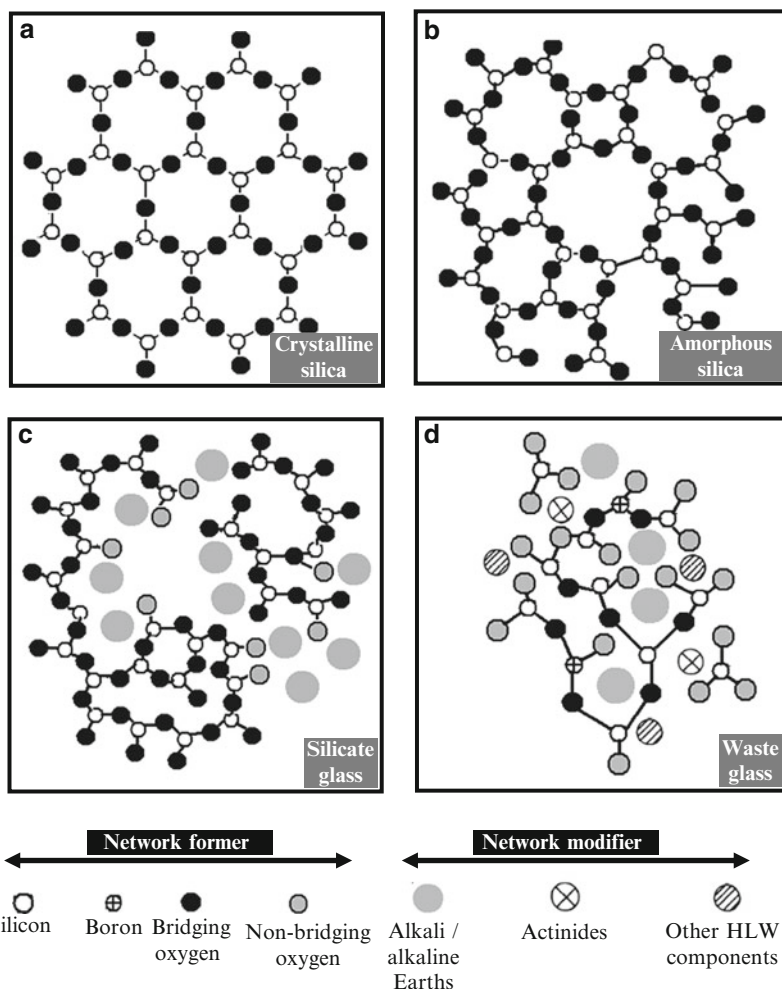 a
b
Crystalline
silica
Amorphous
silica
c
d
Silicate
glass
Waste
glass
Network former
Network modifier
ilicon
Boron
Bridging
oxygen
Non-bridging
oxygen
Alkali /
alkaline
Earths
Actinides
Other HLW
components